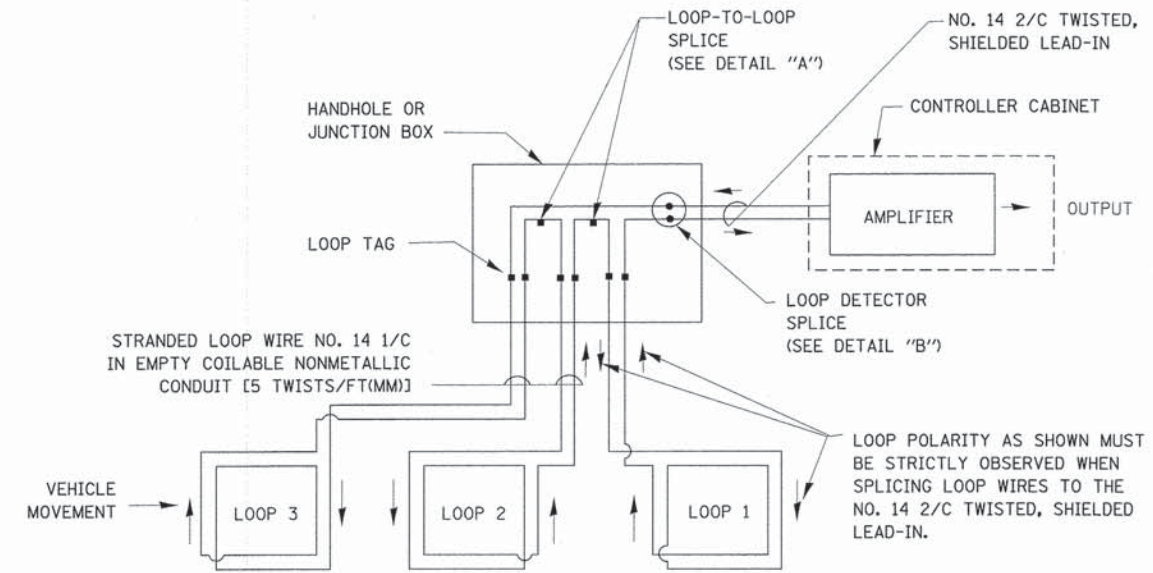 LOOP-TO-LOOP
SPLICE
(SEE DETAIL "A")
NO. 14 2/C TWISTED,
SHIELDED LEAD-IN
HANDHOLE OR
JUNCTION BOX
CONTROLLER CABINET
AMPLIFIER
OUTPUT
LOOP TAG
LOOP DETECTOR
SPLICE
(SEE DETAIL "B")
STRANDED LOOP WIRE NO. 14 1/C
IN EMPTY COILABLE NONMETALLIC
CONDUIT [5 TWISTS/FT(MM)]
LOOP POLARITY AS SHOWN MUST
BE STRICTLY OBSERVED WHEN
SPLICING LOOP WIRES TO THE
NO. 14 2/C TWISTED, SHIELDED
LEAD-IN.
VEHICLE
MOVEMENT
LOOP 3
LOOP 2
LOOP 1